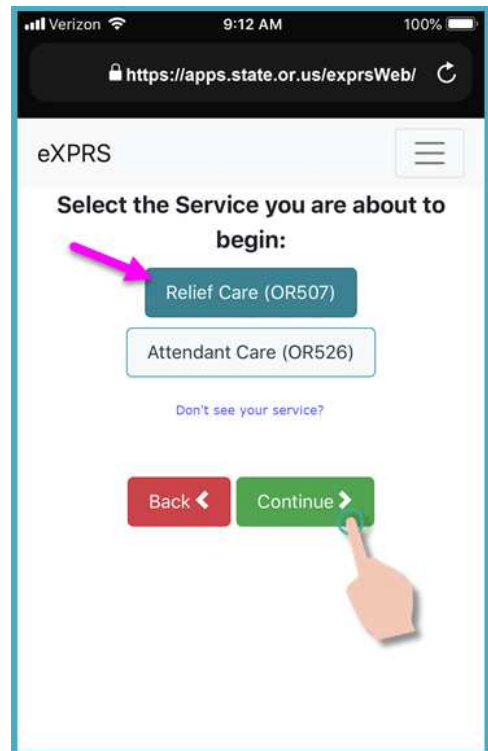 Verizon 9:12 AM 100%
https://apps.state.or.us/exprsWeb/
eXPRS
Select the Service you are about to
begin:
Relief Care (OR507)
Attendant Care (OR526)
Don't see your service?
Back Continue